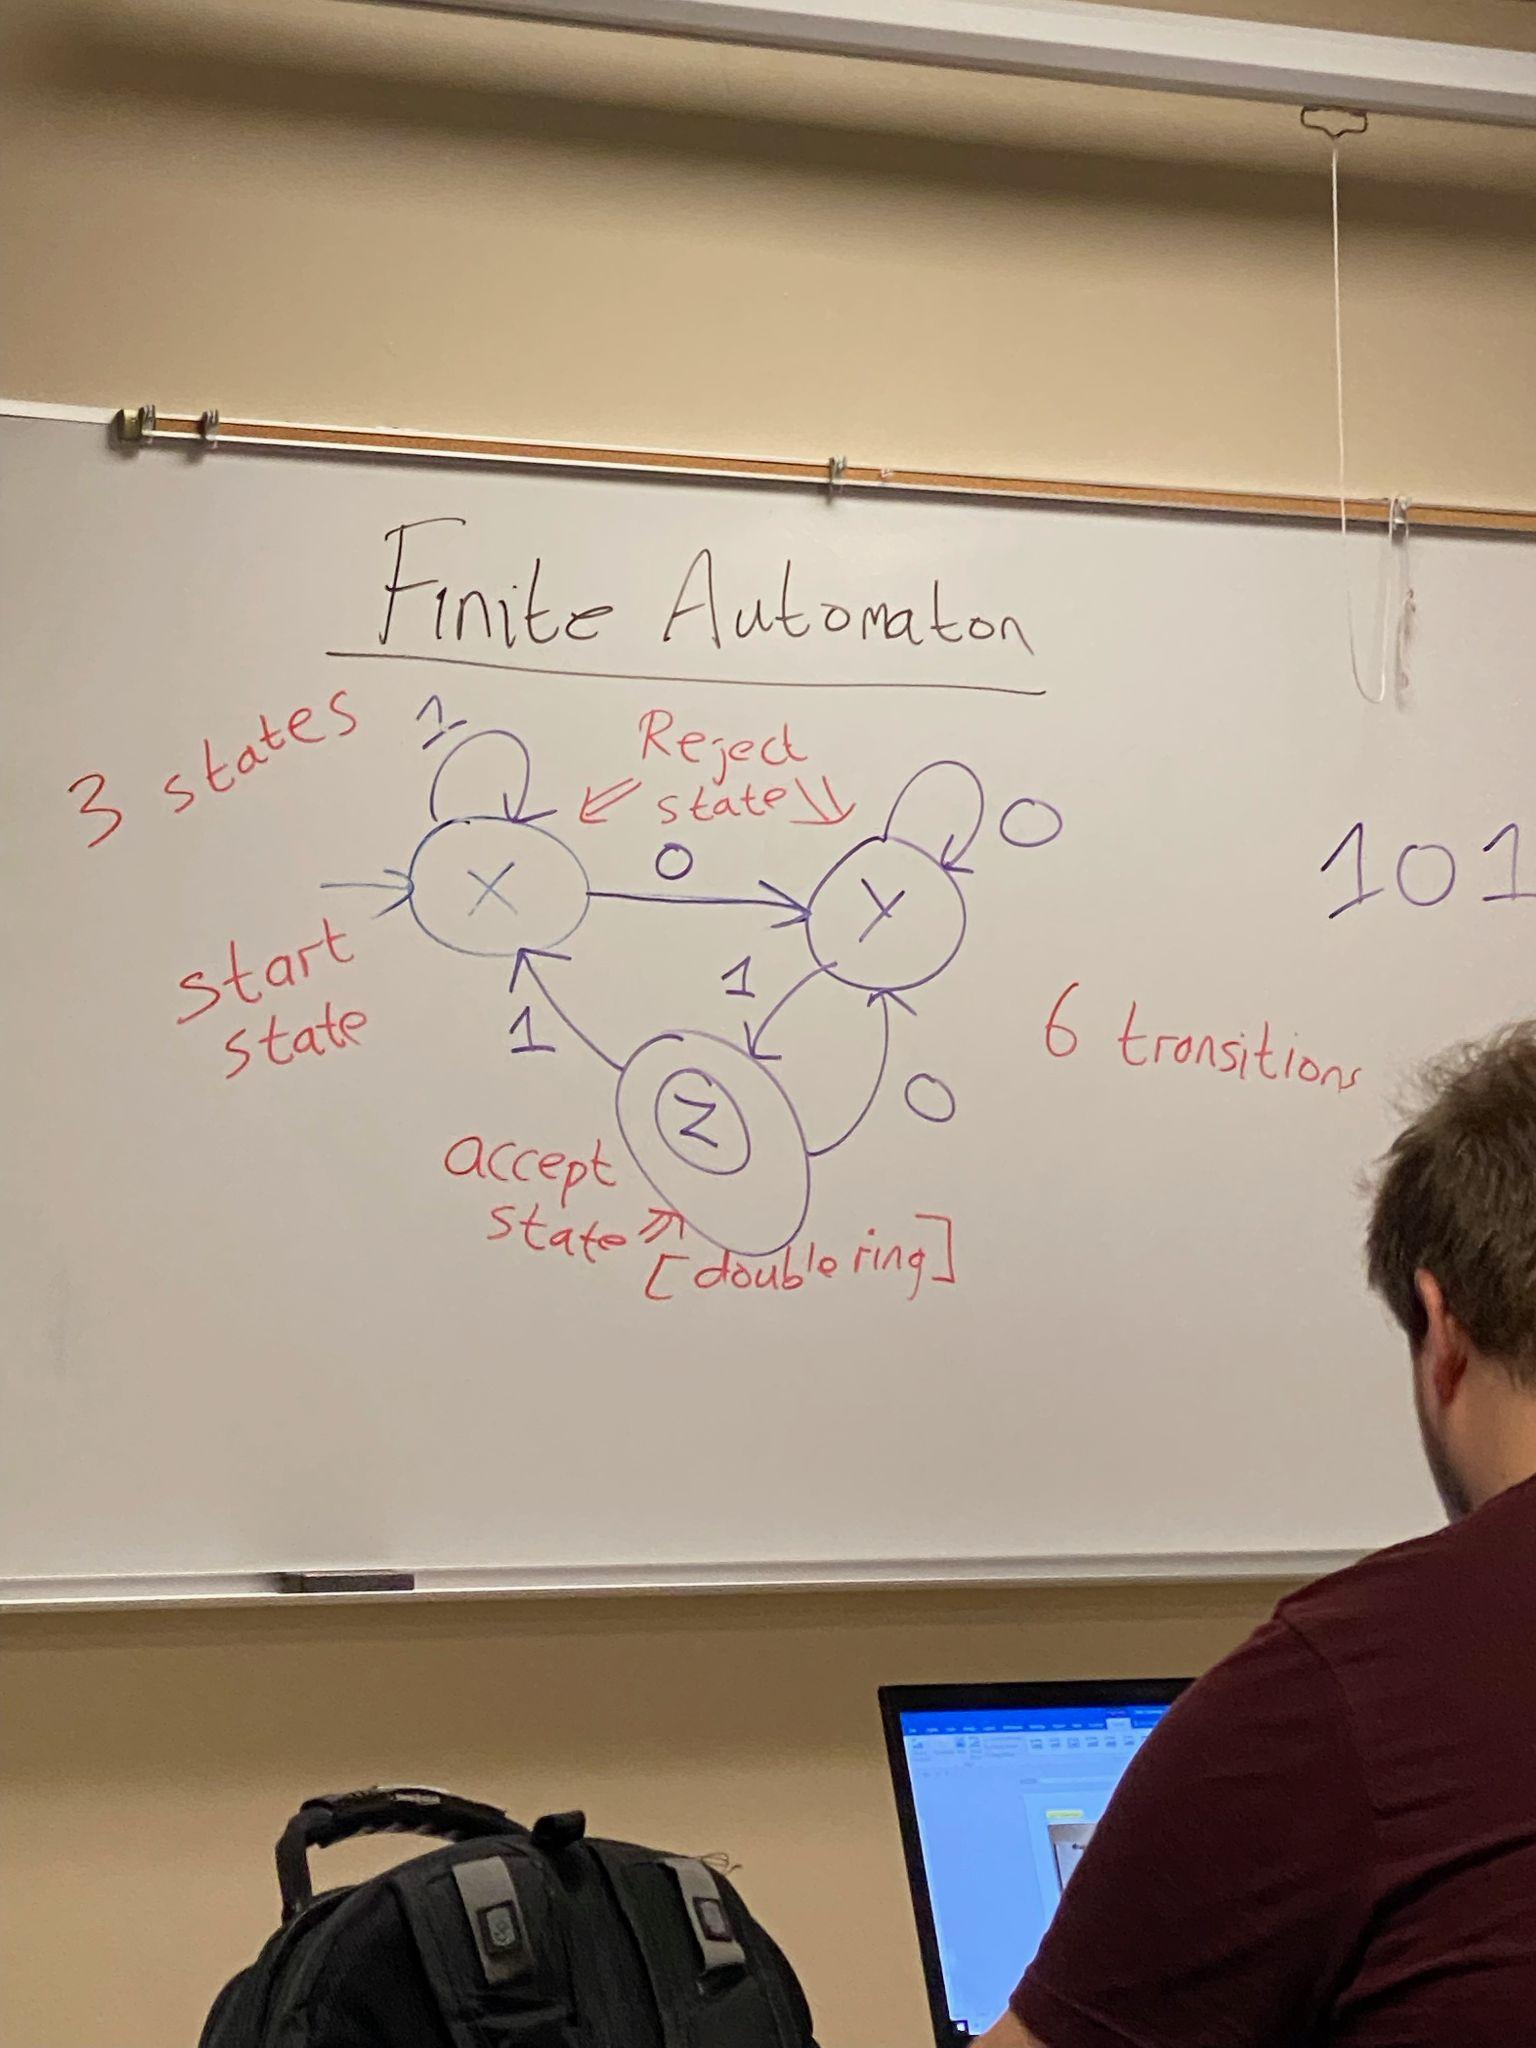 Finite Automaton
3 states
1
Reject
state
0
X
0
Y
101
start
state
1
1
6 transitions
0
Z
accept
state
[double ring]